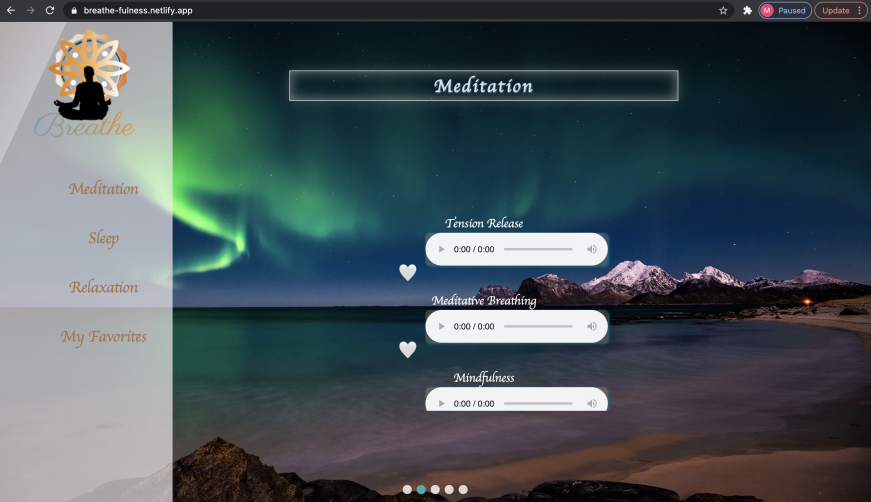 breathe-fulness.netlify.app
M Paused
Update
Breathe
Meditation
Sleep
Relaxation
My Favorites
Meditation
Tension Release
0:00 / 0:00
Meditative Breathing
0:00 / 0:00
Mindfulness
0:00 / 0:00